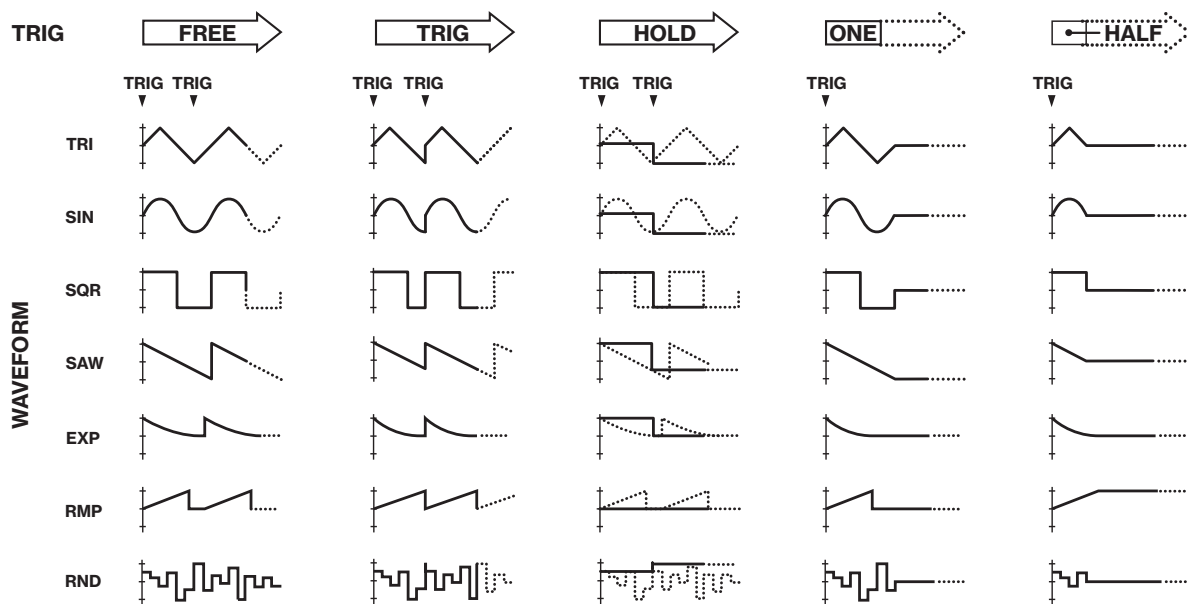 TRIG FREE TRIG HOLD ONE HALF
TRIG TRIG TRIG TRIG TRIG TRIG TRIG TRIG
WAVEFORM
TRI
SIN
SQR
SAW
EXP
RMP
RND